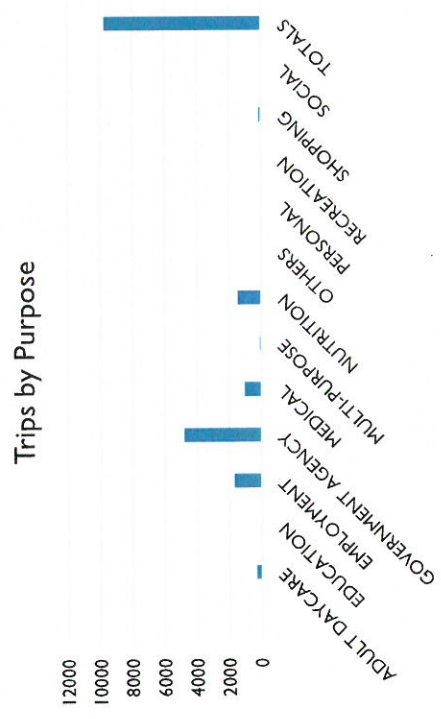 Trips by Purpose
12000
10000
8000
6000
4000
2000
0
ADULT DAYCARE
EDUCATION
EMPLOYMENT
GOVERNMENT AGENCY
MEDICAL
MULTI-PURPOSE
NUTRITION
OTHERS
PERSONAL
RECREATION
SHOPPING
SOCIAL
TOTALS